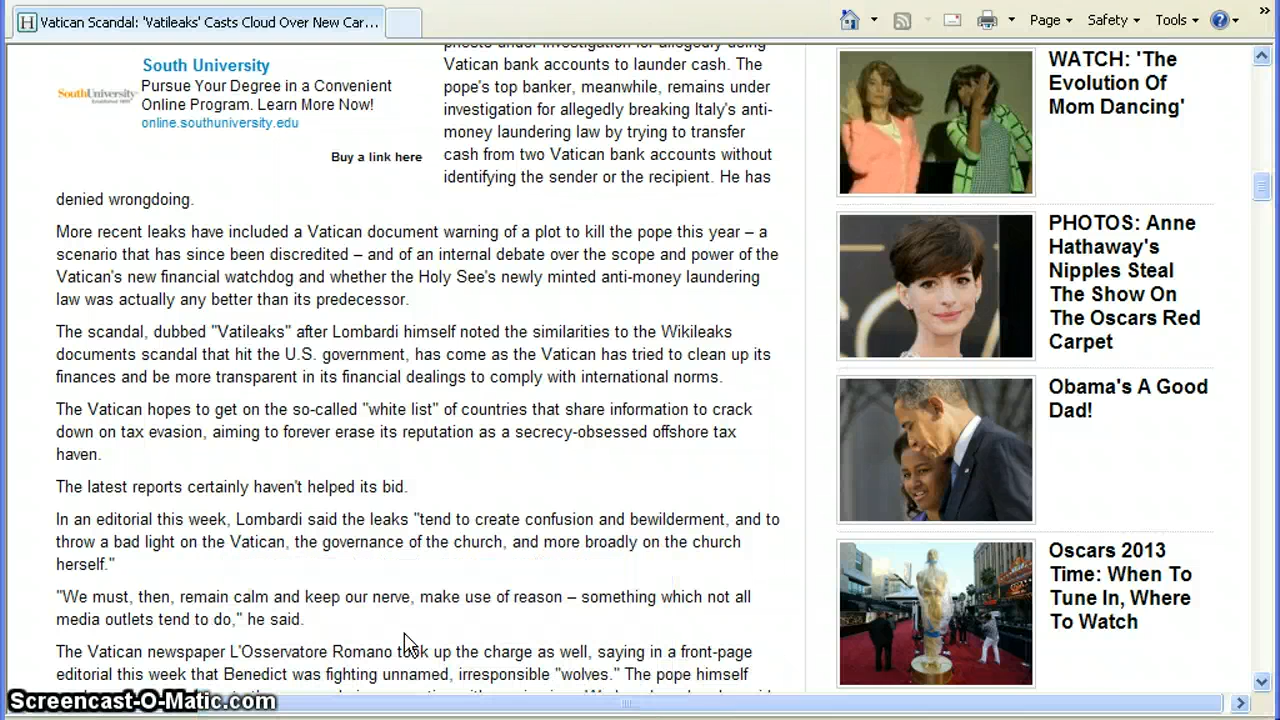 Vatican Scandal: 'Vatileaks' Casts Cloud Over New Car...
Page
Safety
Tools
South University
Pursue Your Degree in a Convenient
Online Program. Learn More Now!
online.southuniversity.edu
SouthUniversity
Buy a link here
priests under investigation for allegedly using
Vatican bank accounts to launder cash. The
pope's top banker, meanwhile, remains under
investigation for allegedly breaking Italy's anti-
money laundering law by trying to transfer
cash from two Vatican bank accounts without
identifying the sender or the recipient. He has
denied wrongdoing.
More recent leaks have included a Vatican document warning of a plot to kill the pope this year – a
scenario that has since been discredited – and of an internal debate over the scope and power of the
Vatican's new financial watchdog and whether the Holy See's newly minted anti-money laundering
law was actually any better than its predecessor.
The scandal, dubbed "Vatileaks" after Lombardi himself noted the similarities to the Wikileaks
documents scandal that hit the U.S. government, has come as the Vatican has tried to clean up its
finances and be more transparent in its financial dealings to comply with international norms.
The Vatican hopes to get on the so-called "white list" of countries that share information to crack
down on tax evasion, aiming to forever erase its reputation as a secrecy-obsessed offshore tax
haven.
The latest reports certainly haven't helped its bid.
In an editorial this week, Lombardi said the leaks "tend to create confusion and bewilderment, and to
throw a bad light on the Vatican, the governance of the church, and more broadly on the church
herself."
"We must, then, remain calm and keep our nerve, make use of reason – something which not all
media outlets tend to do," he said.
The Vatican newspaper L'Osservatore Romano took up the charge as well, saying in a front-page
editorial this week that Benedict was fighting unnamed, irresponsible "wolves." The pope himself
WATCH: 'The
Evolution Of
Mom Dancing'
PHOTOS: Anne
Hathaway's
Nipples Steal
The Show On
The Oscars Red
Carpet
Obama's A Good
Dad!
Oscars 2013
Time: When To
Tune In, Where
To Watch
Screencast-O-Matic.com